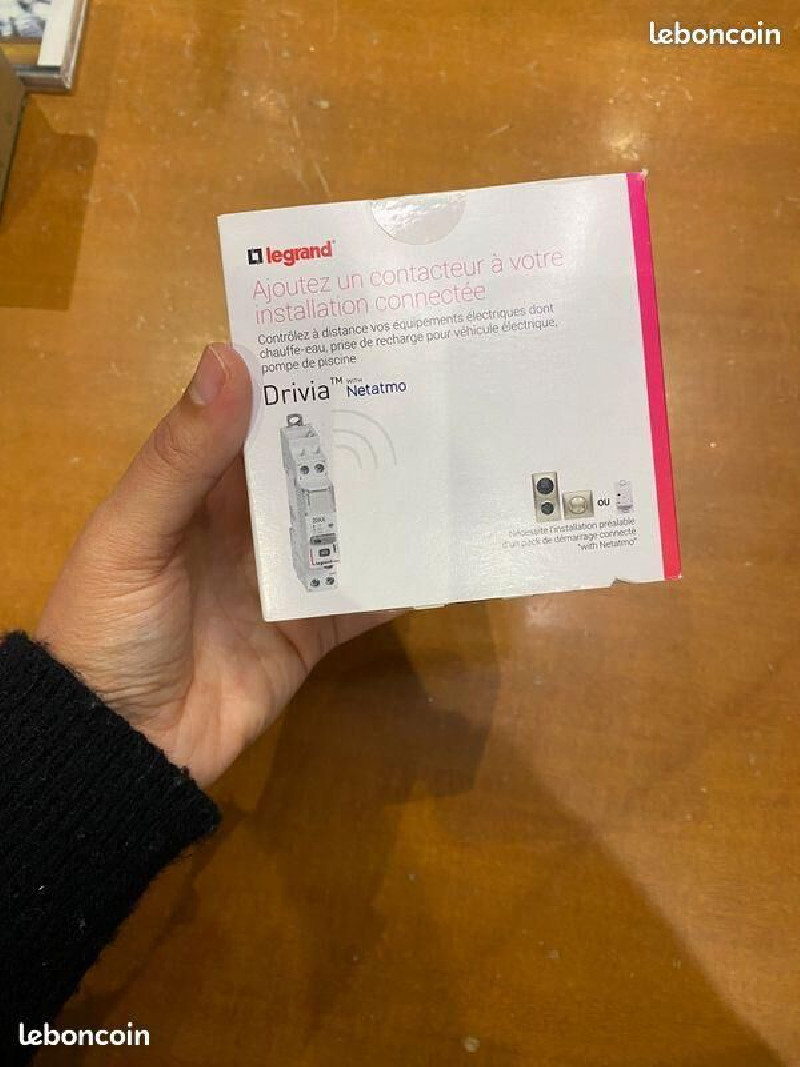 leboncoin
legrand
Ajoutez un contacteur à votre
installation connectée
Contrôlez à distance vos équipements électriques dont
chauffe-eau, prise de recharge pour véhicule électrique,
pompe de piscine
Drivia™ with Netatmo
legrand
ou
Nécessite l'installation préalable
d'un pack de démarrage connecté
"with Netatmo"
leboncoin